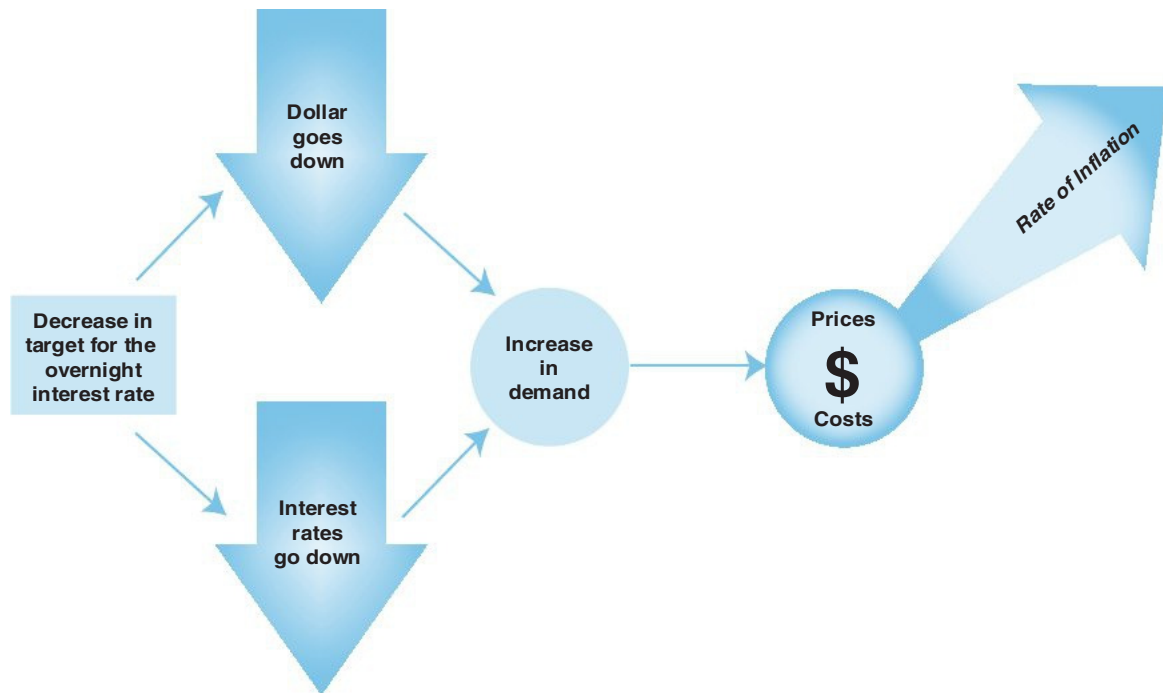 Decrease in
target for the
overnight
interest rate
Dollar
goes
down
Interest
rates
go down
Increase
in
demand
Prices
$
Costs
Rate of Inflation